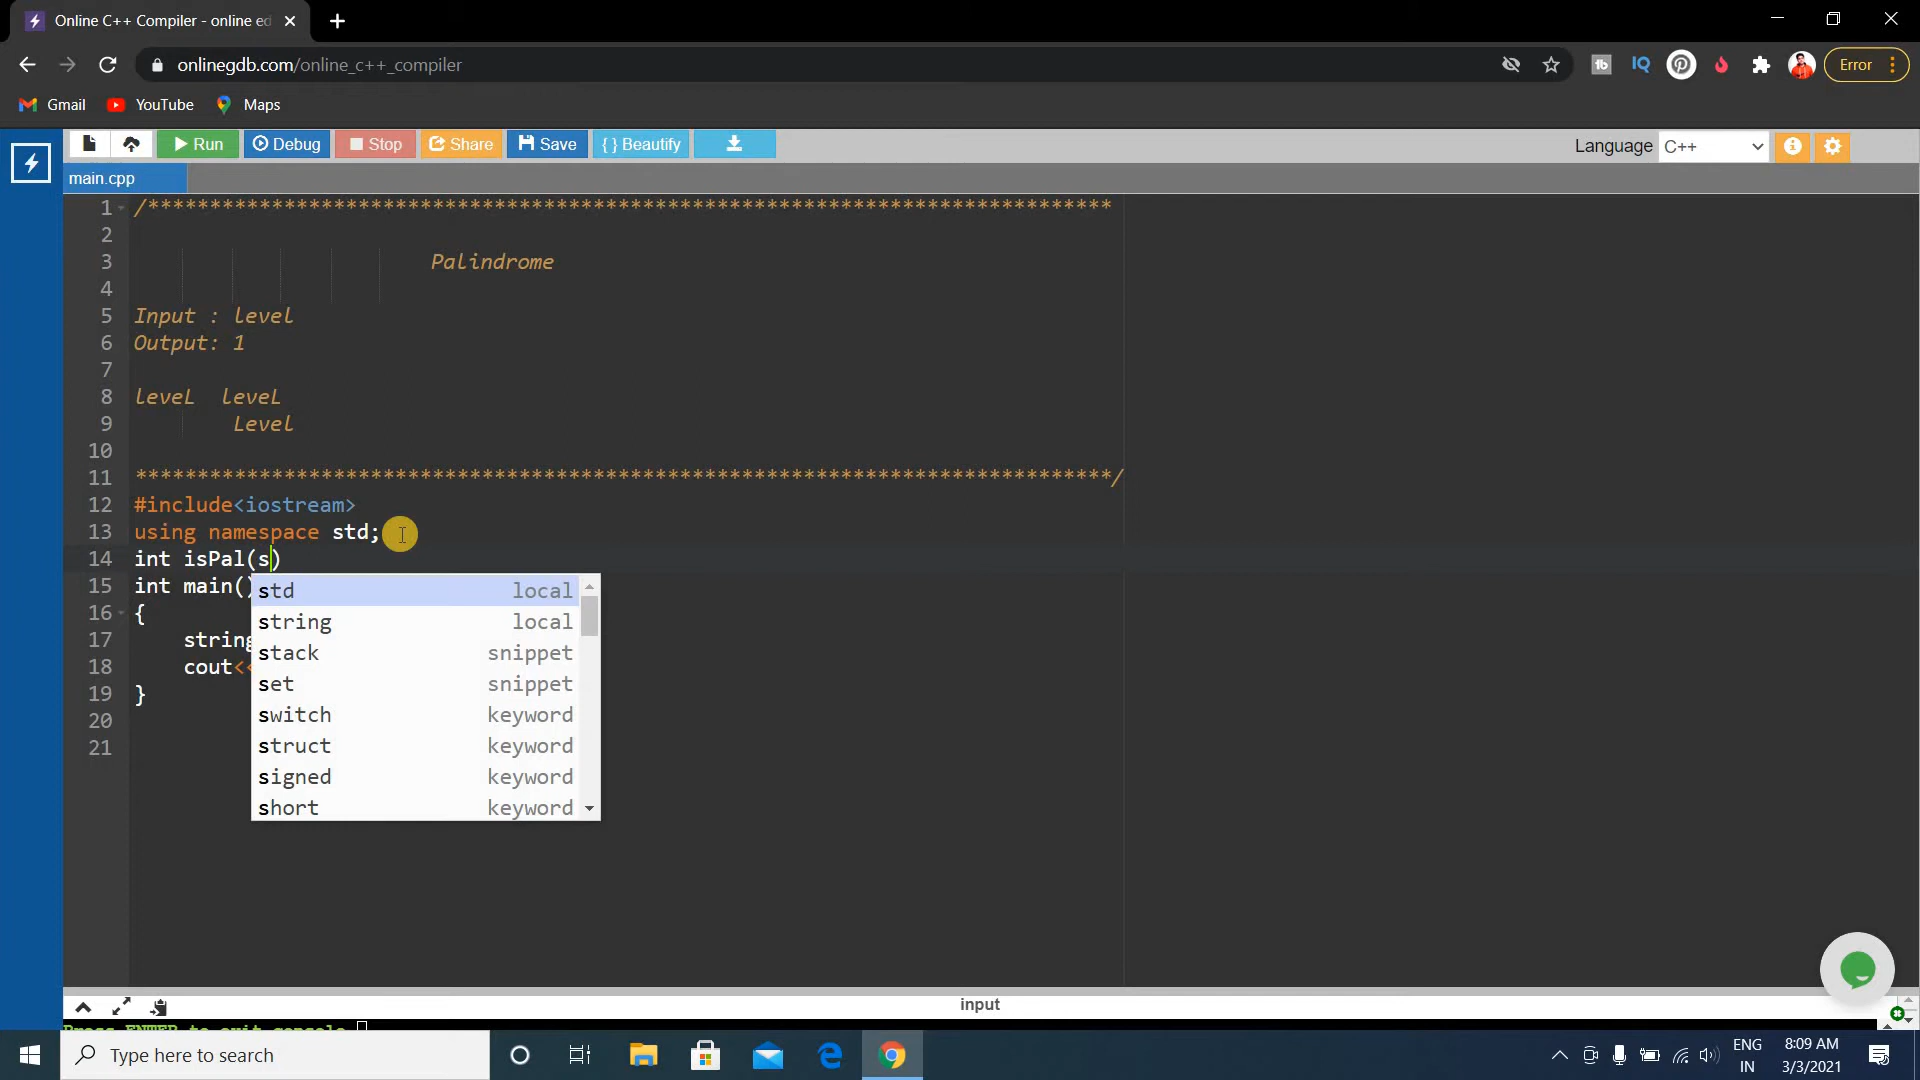 Online C++ Compiler - online ed
onlinegdb.com/online_c++_compiler
Error
Gmail YouTube Maps
Run Debug Stop Share Save { } Beautify Language C++
main.cpp
1 /******************************************************************************
2
3 Palindrome
4
5 Input : level
6 Output: 1
7
8 leveL leveL
9 Level
10
11 *******************************************************************************/
12 #include<iostream>
13 using namespace std;
14 int isPal(s)
15 int main()
16 {
17 string
18 cout<<
19 }
20
21
std local
string local
stack snippet
set snippet
switch keyword
struct keyword
signed keyword
short keyword
input
Press ENTER to exit console.
Type here to search
ENG
IN
8:09 AM
3/3/2021